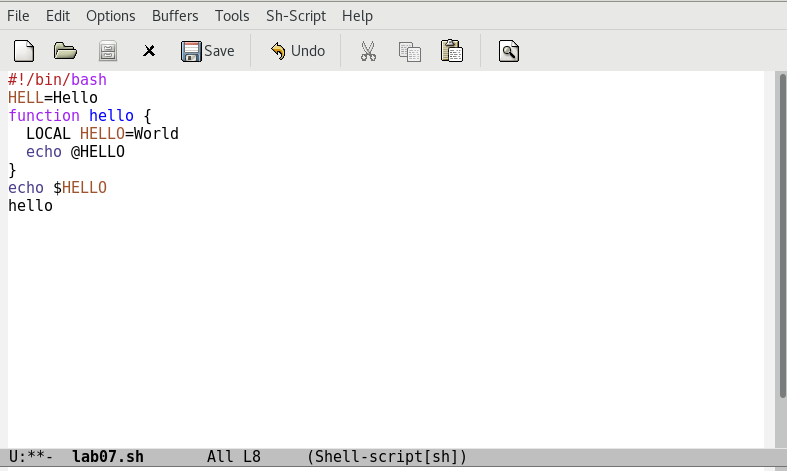 File Edit Options Buffers Tools Sh-Script Help
Save Undo
#!/bin/bash
HELL=Hello
function hello {
  LOCAL HELLO=World
  echo @HELLO
}
echo $HELLO
hello
U:**- lab07.sh All L8 (Shell-script[sh])